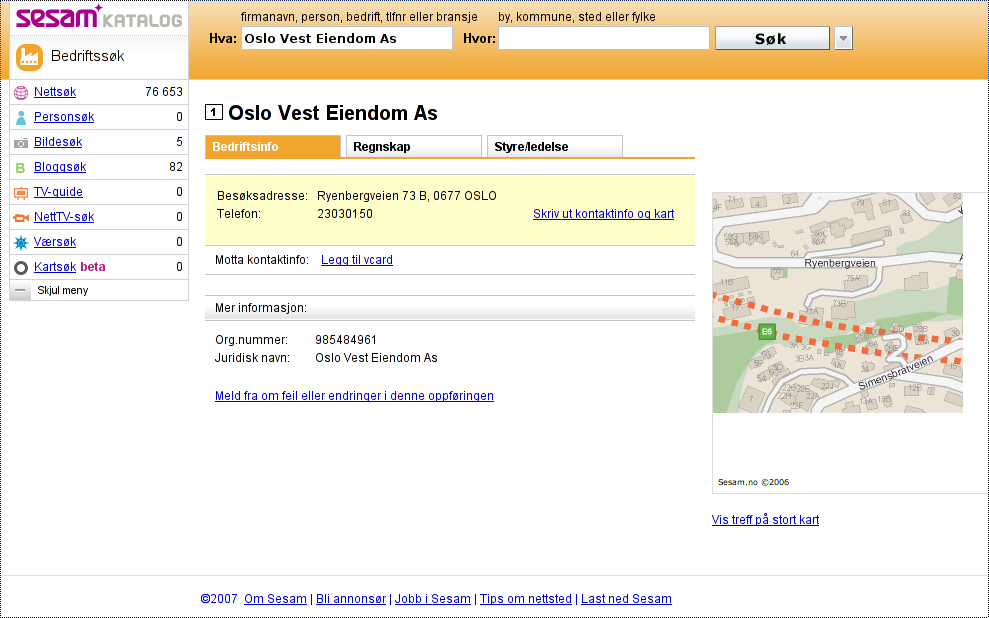 sesam KATALOG
firmanavn, person, bedrift, tlfnr eller bransje
by, kommune, sted eller fylke
Hva: Oslo Vest Eiendom As
Hvor:
Søk
Bedriftssøk
Nettsøk 76 653
Personsøk 0
Bildesøk 5
Bloggsøk 82
TV-guide 0
NettTV-søk 0
Værsøk 0
Kartsøk beta 0
Skjul meny
1 Oslo Vest Eiendom As
Bedriftsinfo
Regnskap
Styre/ledelse
Besøksadresse: Ryenbergveien 73 B, 0677 OSLO
Telefon: 23030150
Skriv ut kontaktinfo og kart
Motta kontaktinfo: Legg til vcard
Mer informasjon:
Org.nummer: 985484961
Juridisk navn: Oslo Vest Eiendom As
Meld fra om feil eller endringer i denne oppføringen
Ryenbergveien
75A
73B
73A
E6
Simensbråtveien
Sesam.no ©2006
Vis treff på stort kart
©2007 Om Sesam | Bli annonsør | Jobb i Sesam | Tips om nettsted | Last ned Sesam